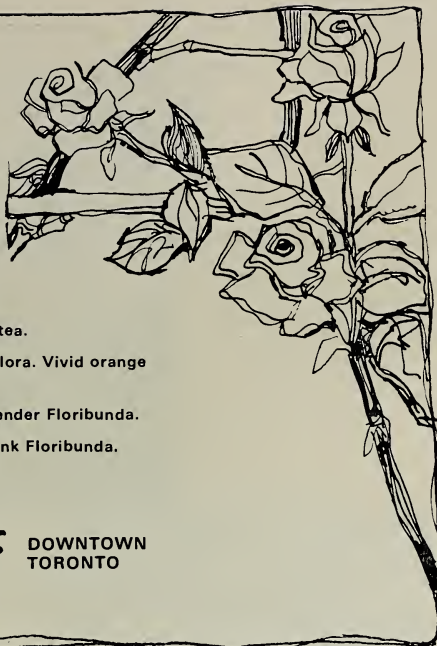 tea.
lora. Vivid orange
ender Floribunda.
nk Floribunda.
DOWNTOWN
TORONTO